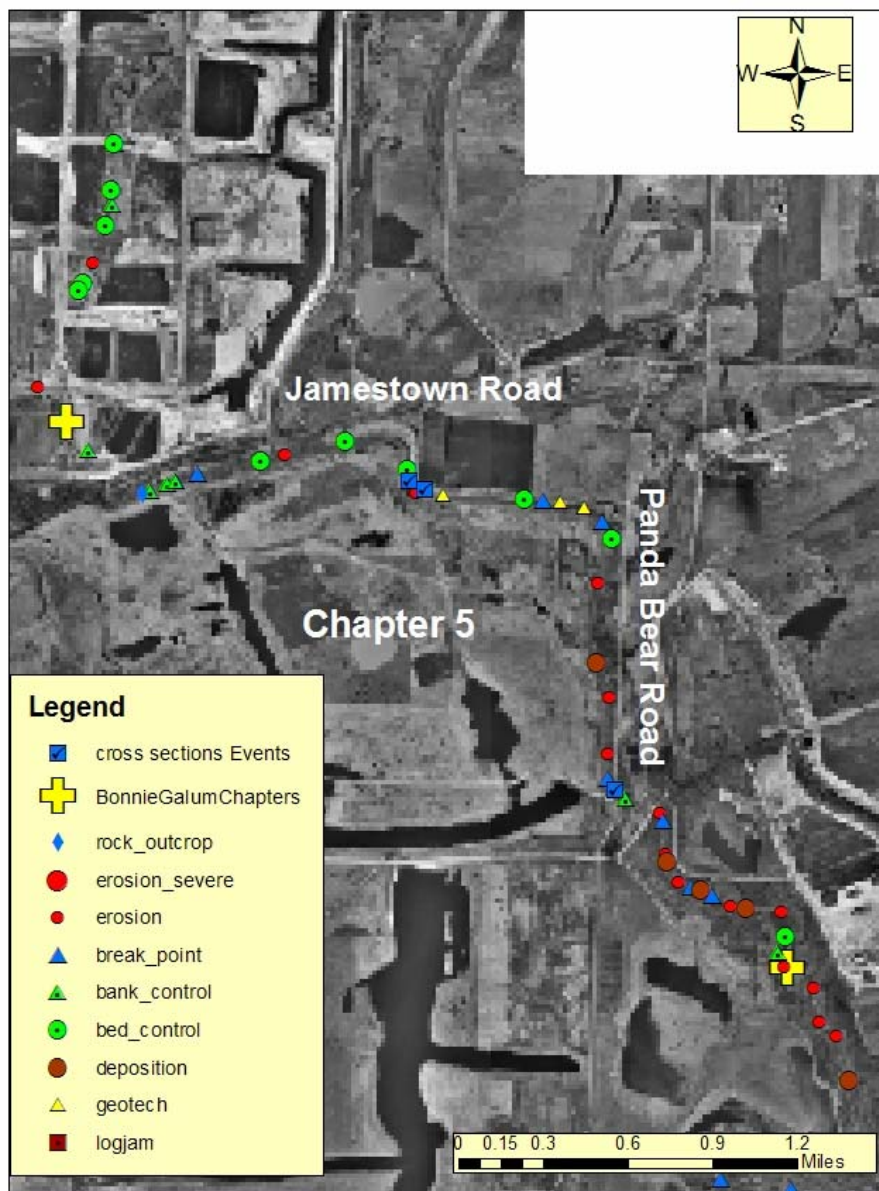 N
W E
S
Jamestown Road
Panda Bear Road
Chapter 5
Legend
cross sections Events
BonnieGalumChapters
rock_outcrop
erosion_severe
erosion
break_point
bank_control
bed_control
deposition
geotech
logjam
0 0.15 0.3 0.6 0.9 1.2
Miles